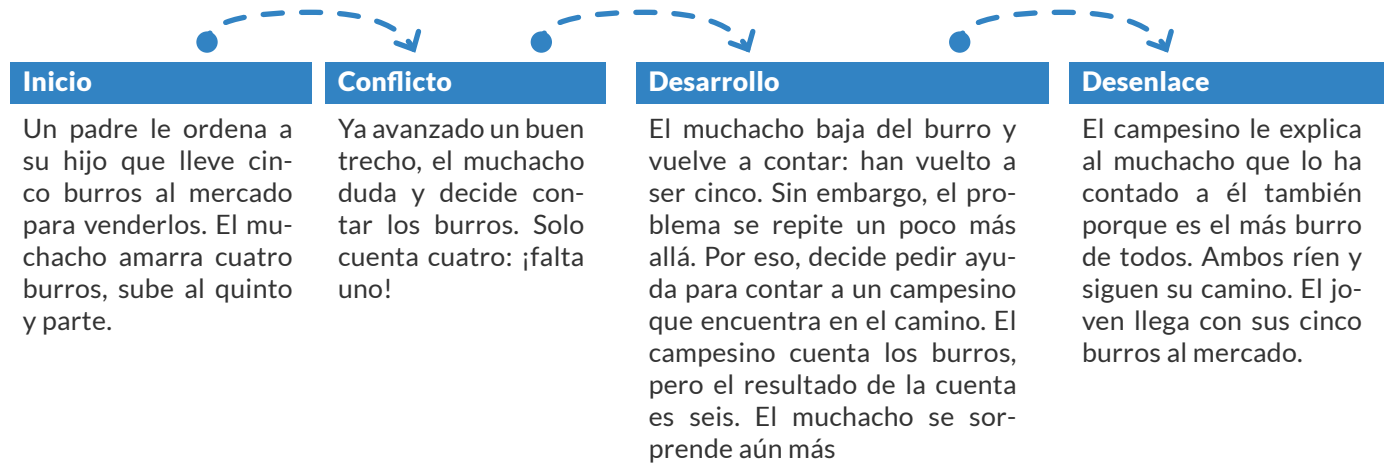 Inicio
Un padre le ordena a
su hijo que lleve cin-
co burros al mercado
para venderlos. El mu-
chacho amarra cuatro
burros, sube al quinto
y parte.
Conflicto
Ya avanzado un buen
trecho, el muchacho
duda y decide con-
tar los burros. Solo
cuenta cuatro: ¡falta
uno!
Desarrollo
El muchacho baja del burro y
vuelve a contar: han vuelto a
ser cinco. Sin embargo, el pro-
blema se repite un poco más
allá. Por eso, decide pedir ayu-
da para contar a un campesino
que encuentra en el camino. El
campesino cuenta los burros,
pero el resultado de la cuenta
es seis. El muchacho se sor-
prende aún más
Desenlace
El campesino le explica
al muchacho que lo ha
contado a él también
porque es el más burro
de todos. Ambos ríen y
siguen su camino. El jo-
ven llega con sus cinco
burros al mercado.